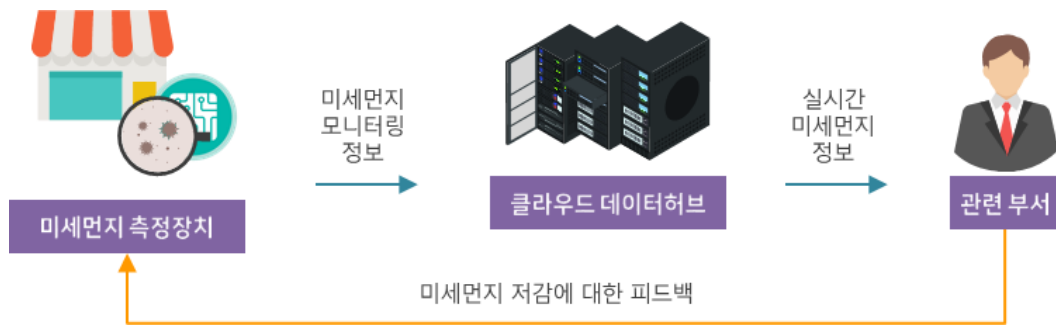 미세먼지
모니터링
정보
실시간
미세먼지
정보
미세먼지 측정장치
클라우드 데이터허브
관련 부서
미세먼지 저감에 대한 피드백